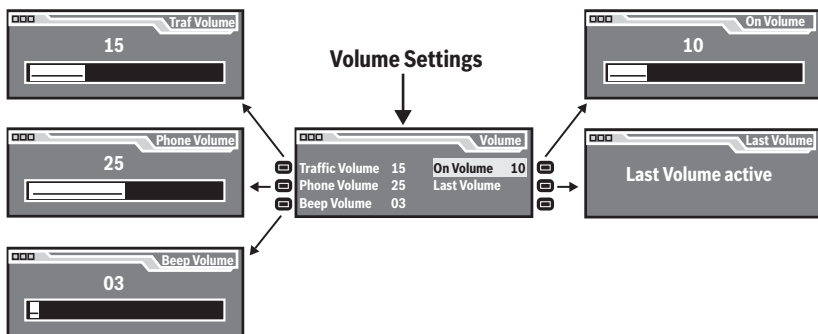 Traf Volume
15
Volume Settings
On Volume
10
Phone Volume
25
Volume
Traffic Volume 15 On Volume 10
Phone Volume 25 Last Volume
Beep Volume 03
Last Volume
Last Volume active
Beep Volume
03